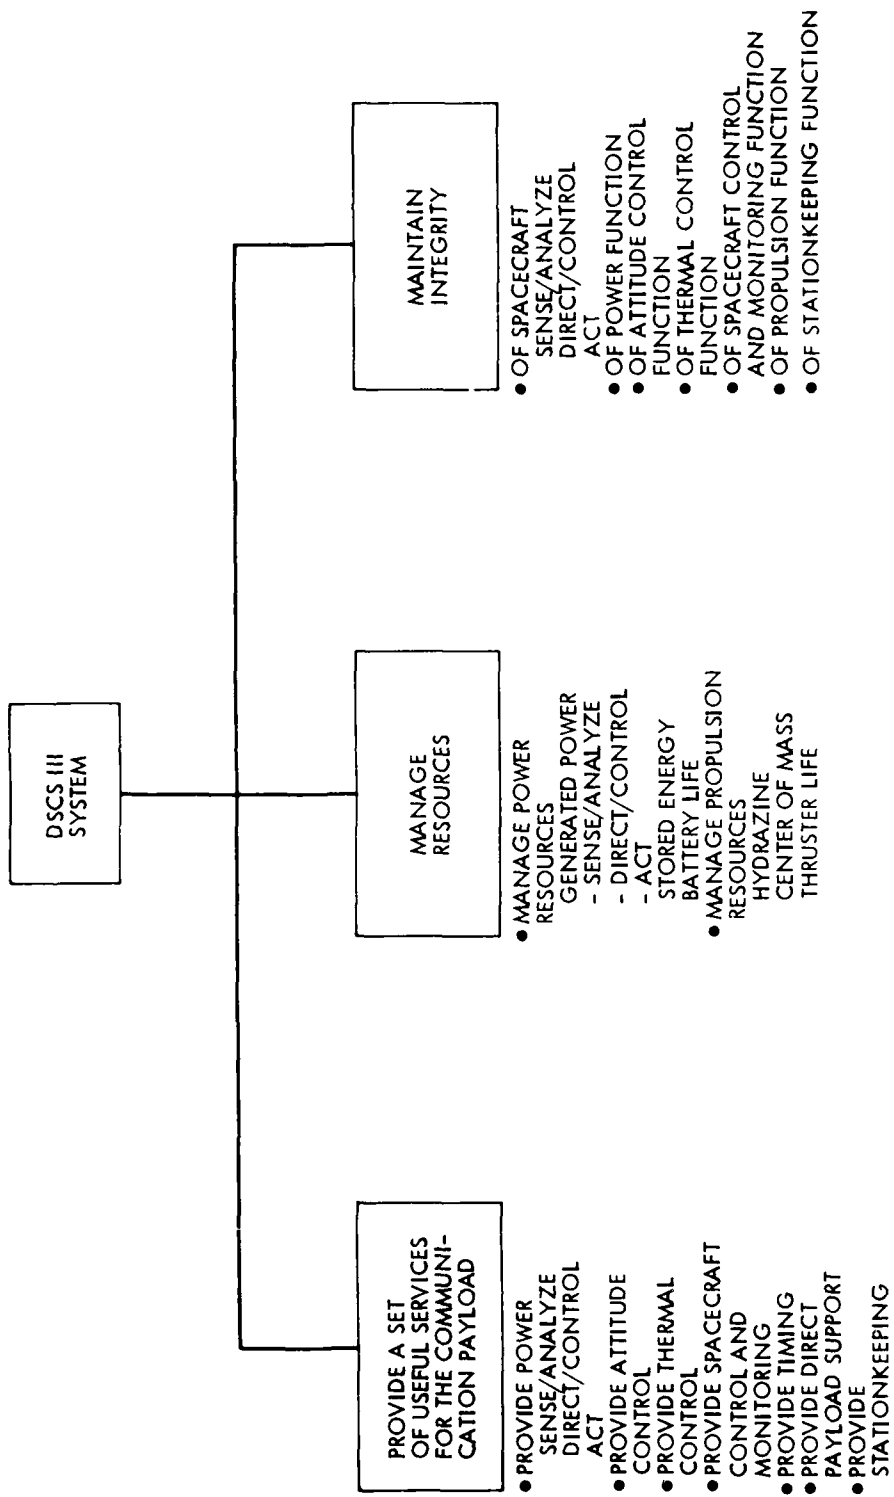 DSCS III
SYSTEM
PROVIDE A SET
OF USEFUL SERVICES
FOR THE COMMUNI-
CATION PAYLOAD
● PROVIDE POWER
SENSE/ANALYZE
DIRECT/CONTROL
ACT
● PROVIDE ATTITUDE
CONTROL
● PROVIDE THERMAL
CONTROL
● PROVIDE SPACECRAFT
CONTROL AND
MONITORING
● PROVIDE TIMING
● PROVIDE DIRECT
PAYLOAD SUPPORT
● PROVIDE
STATIONKEEPING
MANAGE
RESOURCES
● MANAGE POWER
RESOURCES
GENERATED POWER
- SENSE/ANALYZE
- DIRECT/CONTROL
- ACT
STORED ENERGY
BATTERY LIFE
● MANAGE PROPULSION
RESOURCES
HYDRAZINE
CENTER OF MASS
THRUSTER LIFE
MAINTAIN
INTEGRITY
● OF SPACECRAFT
SENSE/ANALYZE
DIRECT/CONTROL
ACT
● OF POWER FUNCTION
● OF ATTITUDE CONTROL
FUNCTION
● OF THERMAL CONTROL
FUNCTION
● OF SPACECRAFT CONTROL
AND MONITORING FUNCTION
● OF PROPULSION FUNCTION
● OF STATIONKEEPING FUNCTION